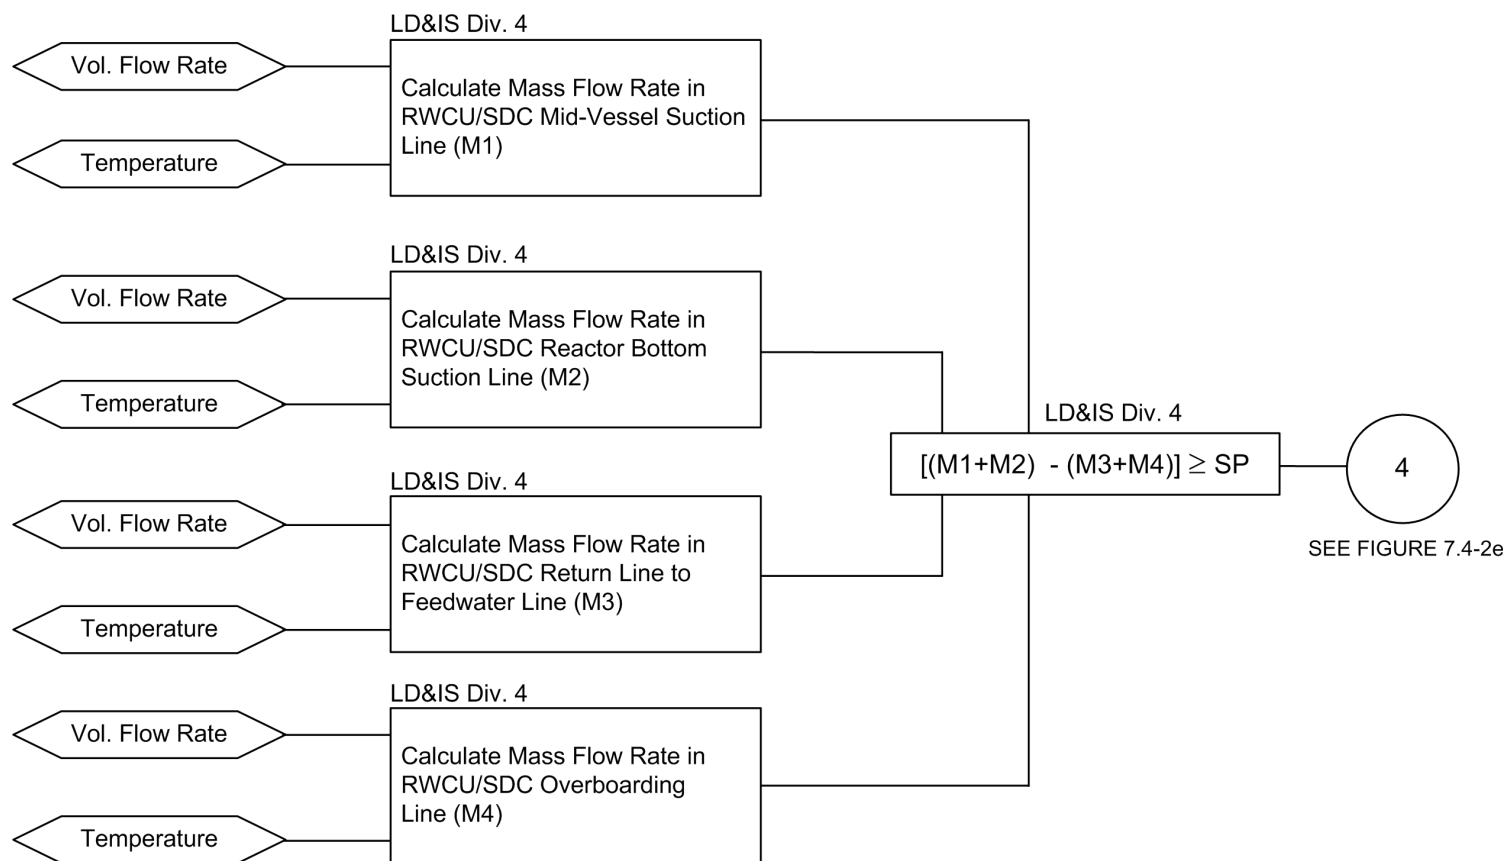 LD&IS Div. 4
Vol. Flow Rate
Temperature
Calculate Mass Flow Rate in
RWCU/SDC Mid-Vessel Suction
Line (M1)
LD&IS Div. 4
Vol. Flow Rate
Temperature
Calculate Mass Flow Rate in
RWCU/SDC Reactor Bottom
Suction Line (M2)
LD&IS Div. 4
[(M1+M2)  - (M3+M4)] ≥ SP
4
SEE FIGURE 7.4-2e
LD&IS Div. 4
Vol. Flow Rate
Temperature
Calculate Mass Flow Rate in
RWCU/SDC Return Line to
Feedwater Line (M3)
LD&IS Div. 4
Vol. Flow Rate
Temperature
Calculate Mass Flow Rate in
RWCU/SDC Overboarding
Line (M4)